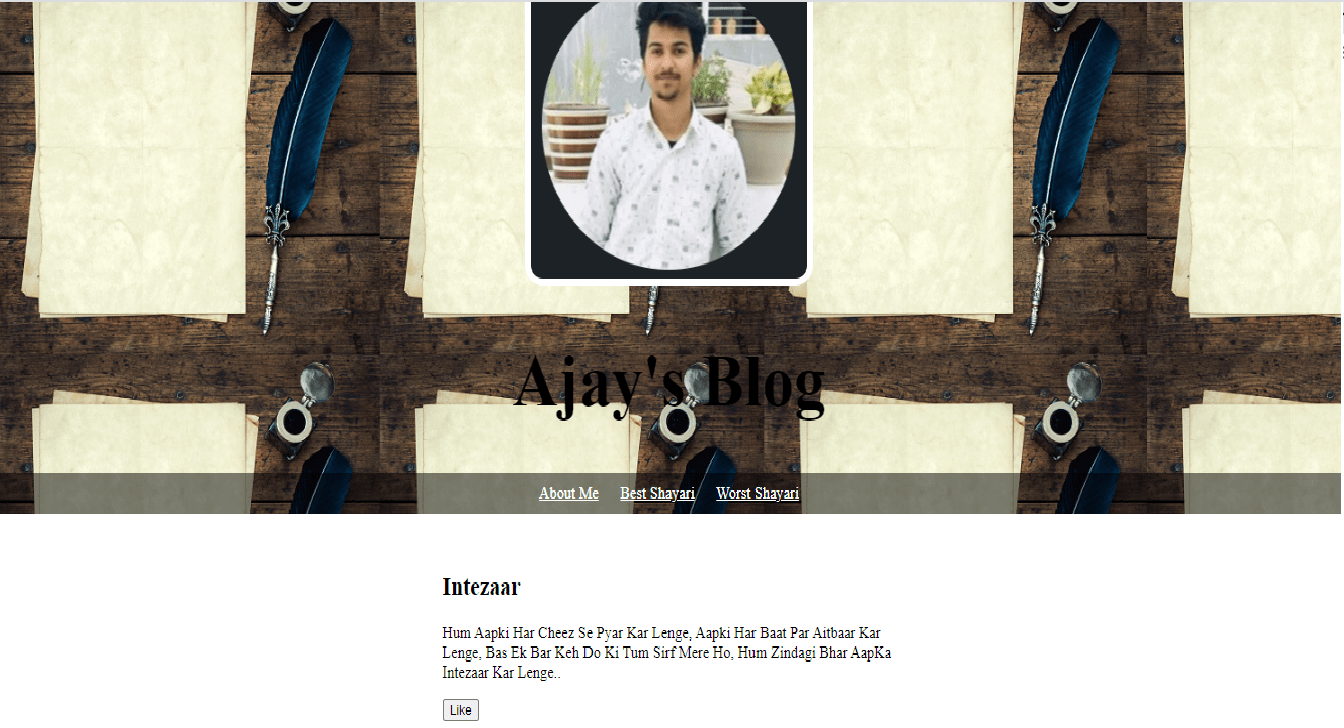 Ajay's Blog
About Me Best Shayari Worst Shayari
Intezaar
Hum Aapki Har Cheez Se Pyar Kar Lenge, Aapki Har Baat Par Aitbaar Kar
Lenge, Bas Ek Bar Keh Do Ki Tum Sirf Mere Ho, Hum Zindagi Bhar AapKa
Intezaar Kar Lenge..
Like